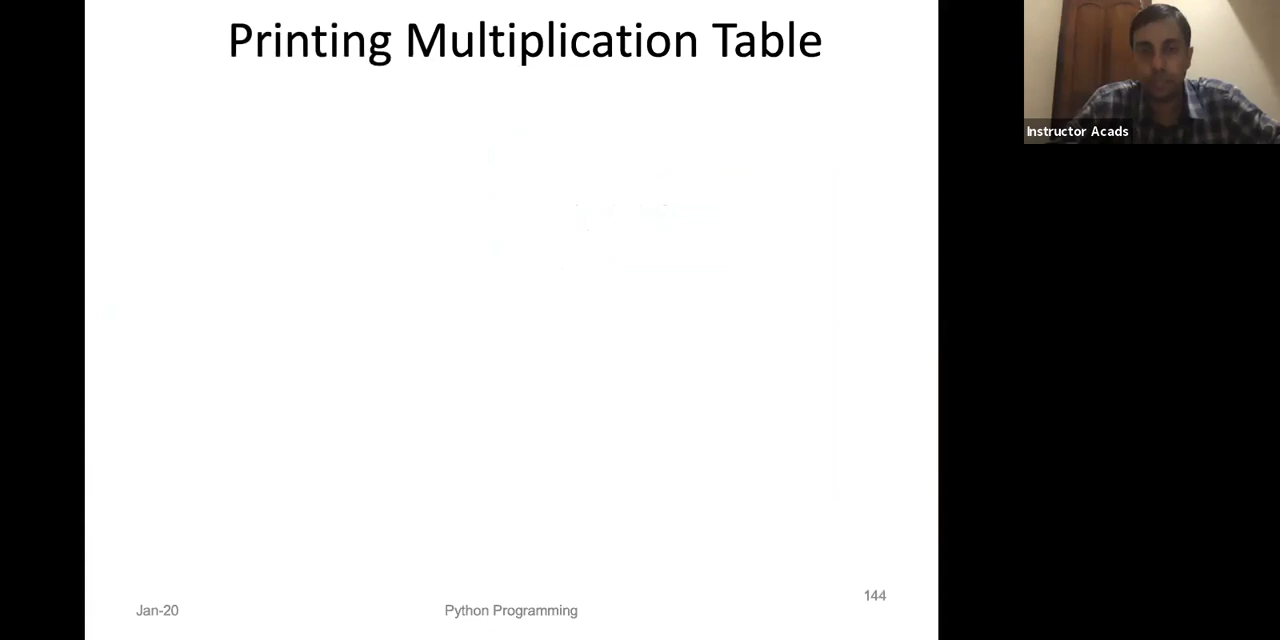 Printing Multiplication Table
Instructor Acads
144
Jan-20
Python Programming